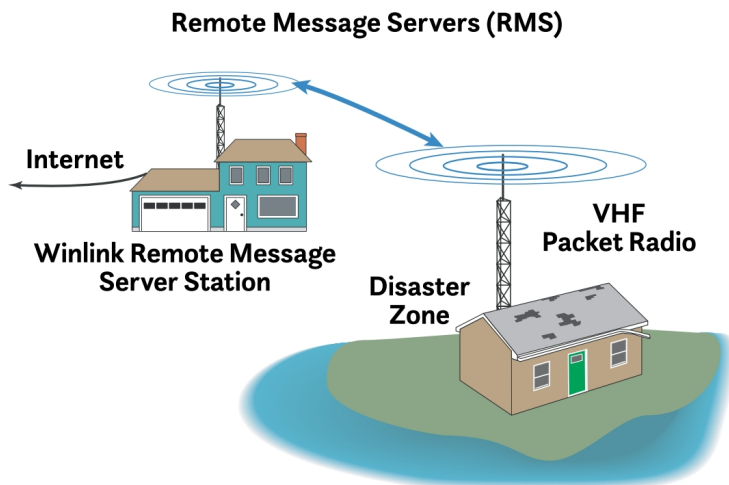 Remote Message Servers (RMS)
Internet
Winlink Remote Message
Server Station
VHF
Packet Radio
Disaster
Zone